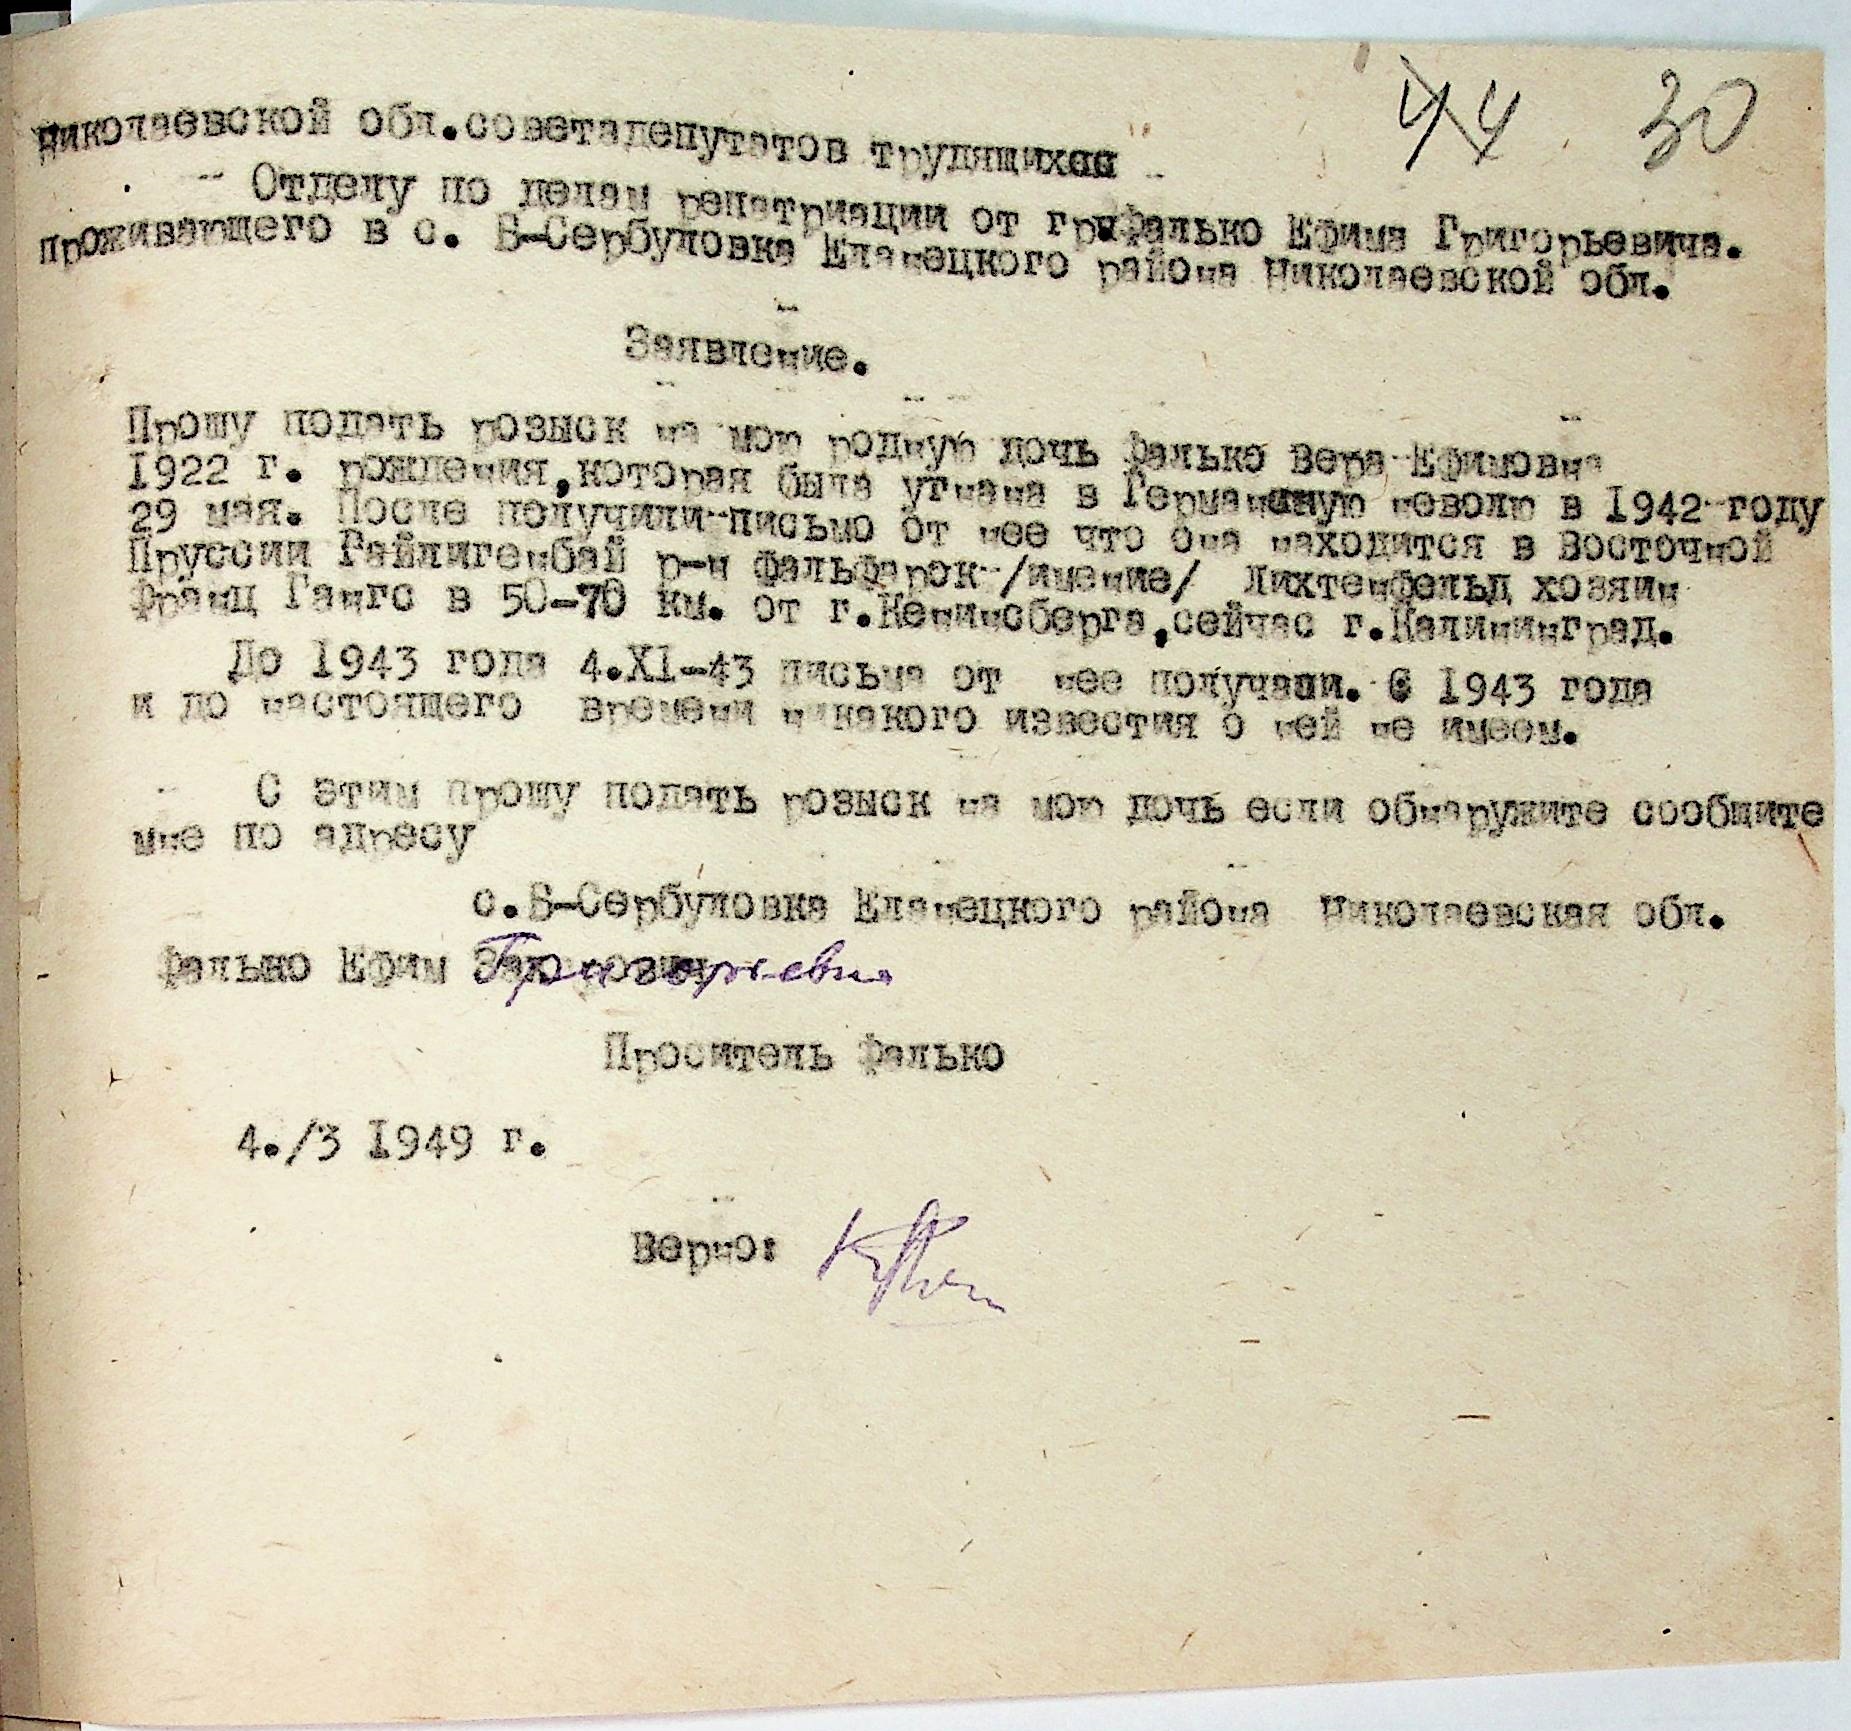 44 30
Николаевской обл.советадепутатов трудящихся
Отделу по делам репатриации от гр.Фалько Ефима Григорьевича.
проживающего в с. Б-Сербуловка Еланецкого района Николаевской обл.
Заявление.
Прошу подать розыск на мою родную дочь Фалько Вера Ефимовна
1922 г. рождения,которая была угнана в Германскую неволю в 1942 году
29 мая. После получили письмо от нее что она находится в Восточной
Пруссии Гайлигенбай р-н Фальфарок /имение/ Лихтенфельд хозяин
Франц Гангс в 50-70 км. от г.Кенинсберга,сейчас г.Калининград.
До 1943 года 4.XI-43 письма от нее получали. С 1943 года
и до настоящего времени никакого известия о ней не имеем.
С этим прошу подать розыск на мою дочь если обнаружите сообщите
мне по адресу
с.Б-Сербуловка Еланецкого района Николаевская обл.
Фалько Ефим Григорьевич
Проситель Фалько
4./3 1949 г.
Верно: